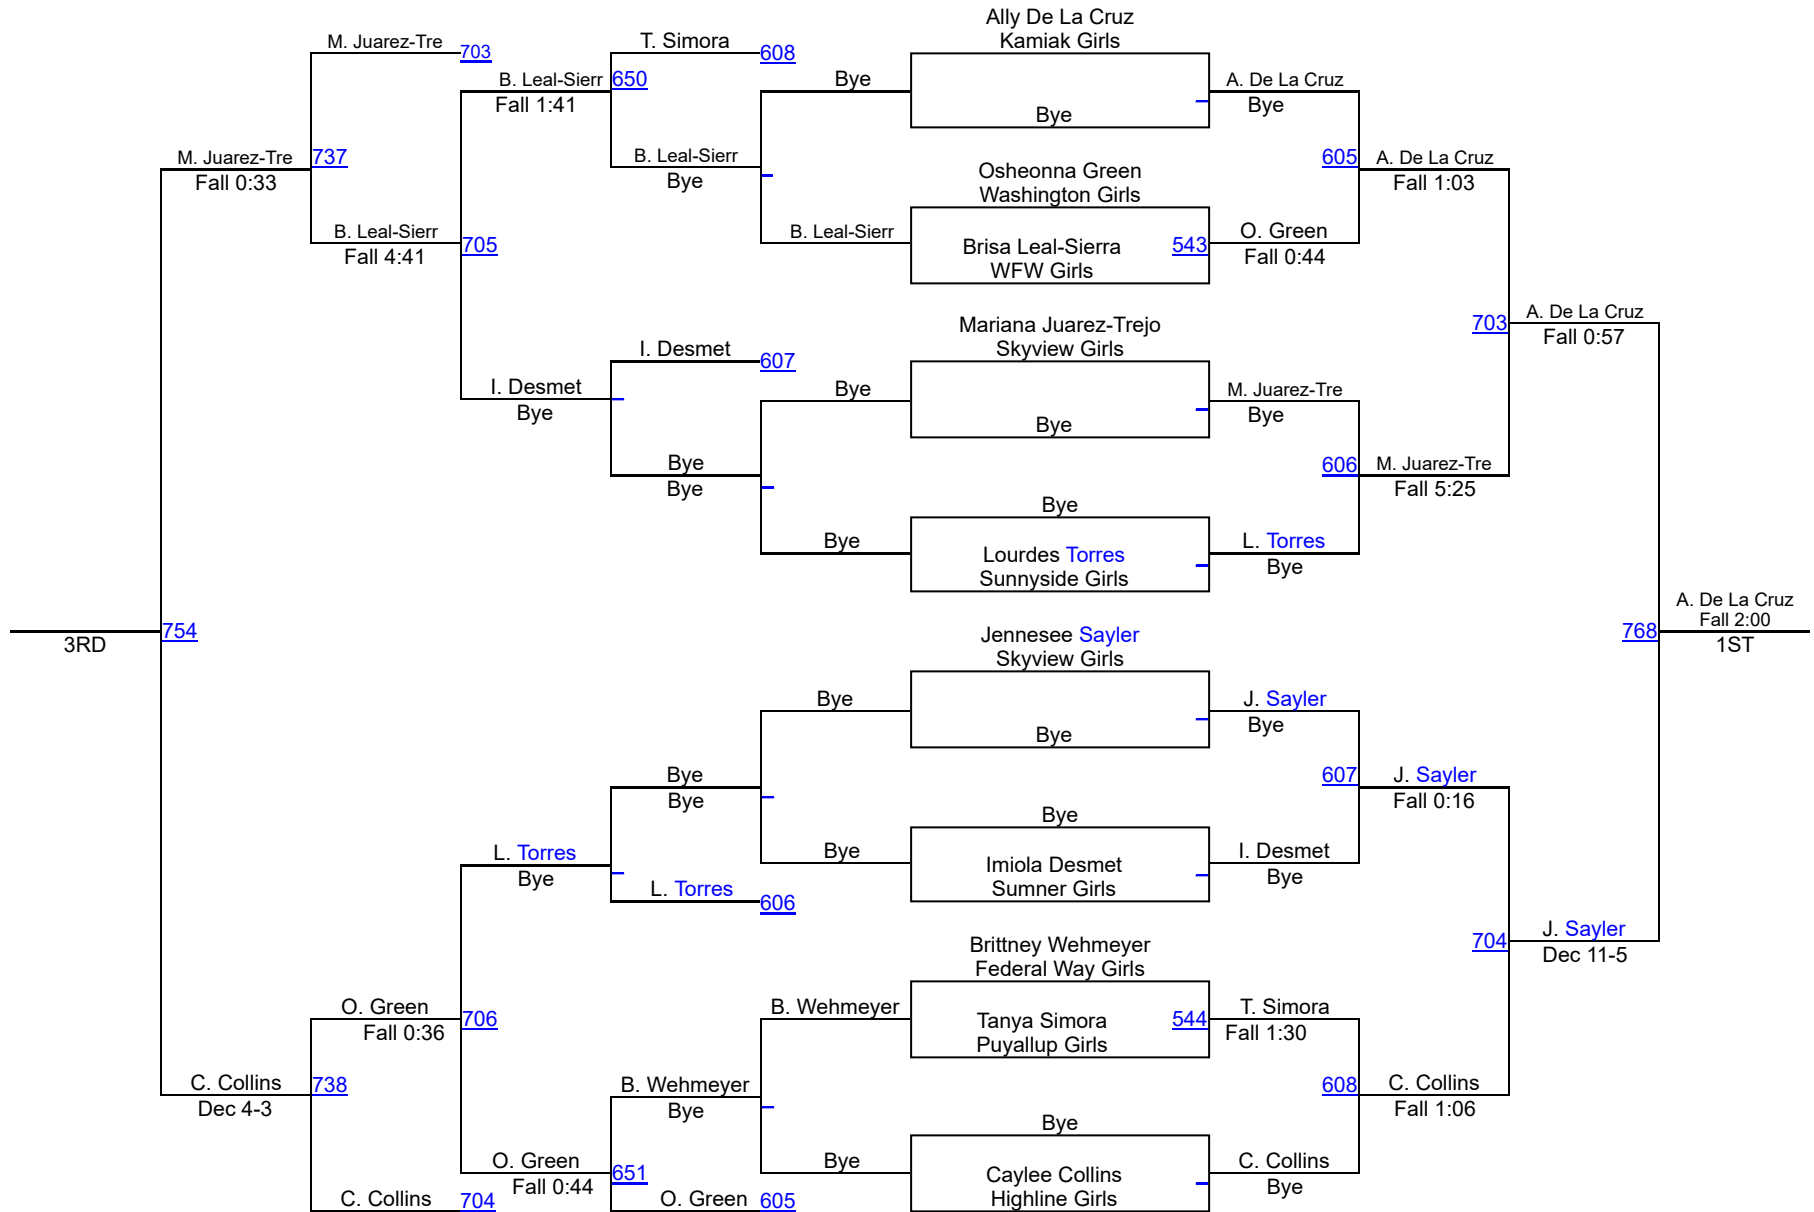 Ally De La Cruz
Kamiak Girls
M. Juarez-Tre
703
T. Simora
608
B. Leal-Sierr
650
Bye
A. De La Cruz
Fall 1:41
Bye
Bye
M. Juarez-Tre
737
B. Leal-Sierr
605
A. De La Cruz
Fall 0:33
Bye
Osheonna Green
Fall 1:03
Washington Girls
B. Leal-Sierr
705
B. Leal-Sierr
Brisa Leal-Sierra
543
O. Green
Fall 4:41
WFW Girls
Fall 0:44
Mariana Juarez-Trejo
703
A. De La Cruz
I. Desmet
607
Skyview Girls
Fall 0:57
I. Desmet
Bye
M. Juarez-Tre
Bye
Bye
Bye
Bye
606
M. Juarez-Tre
Bye
Fall 5:25
Bye
Bye
Lourdes Torres
L. Torres
Sunnyside Girls
Bye
A. De La Cruz
Fall 2:00
754
Jennesee Sayler
768
3RD
Skyview Girls
1ST
Bye
J. Sayler
Bye
Bye
Bye
607
J. Sayler
Bye
Fall 0:16
Bye
L. Torres
Bye
Imiola Desmet
I. Desmet
Bye
L. Torres
606
Sumner Girls
Bye
Brittney Wehmeyer
704
J. Sayler
Federal Way Girls
Dec 11-5
O. Green
706
B. Wehmeyer
Tanya Simora
544
T. Simora
Fall 0:36
Puyallup Girls
Fall 1:30
C. Collins
738
B. Wehmeyer
608
C. Collins
Dec 4-3
Bye
Fall 1:06
Bye
O. Green
651
Bye
Caylee Collins
C. Collins
Fall 0:44
Bye
C. Collins
704
O. Green
605
Highline Girls